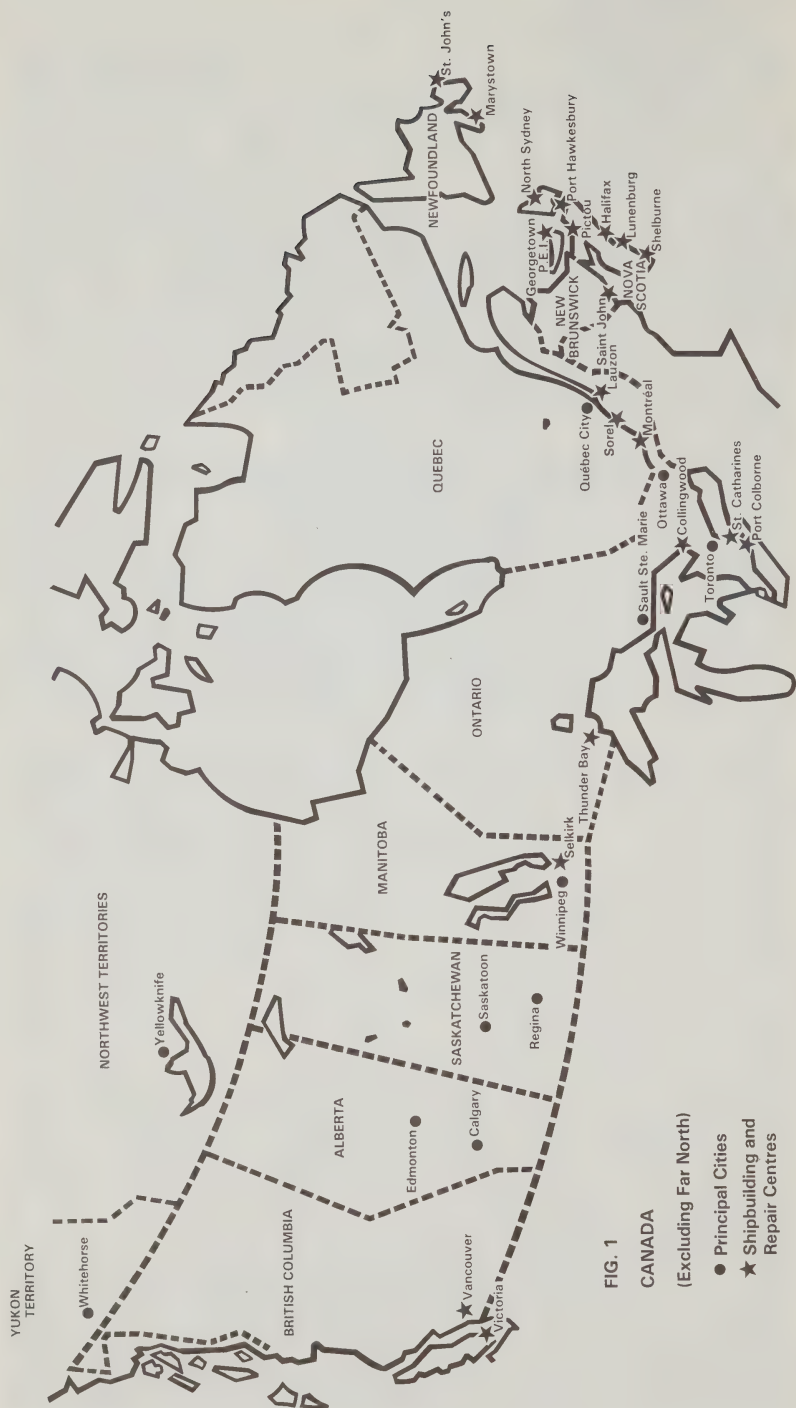 YUKON
TERRITORY
Whitehorse
NORTHWEST TERRITORIES
Yellowknife
BRITISH COLUMBIA
Vancouver
Victoria
ALBERTA
Edmonton
Calgary
SASKATCHEWAN
Saskatoon
Regina
MANITOBA
Winnipeg
Selkirk
ONTARIO
Thunder Bay
Sault Ste. Marie
Collingwood
Ottawa
Toronto
St. Catharines
Port Colborne
QUEBEC
Québec City
Sorel
Montréal
Lauzon
NEWFOUNDLAND
St. John's
Marystown
Georgetown
P.E.I.
NEW
BRUNSWICK
Saint John
North Sydney
Port Hawkesbury
Pictou
Halifax
Lunenburg
Shelburne
NOVA
SCOTIA
FIG. 1
CANADA
(Excluding Far North)
Principal Cities
Shipbuilding and
Repair Centres